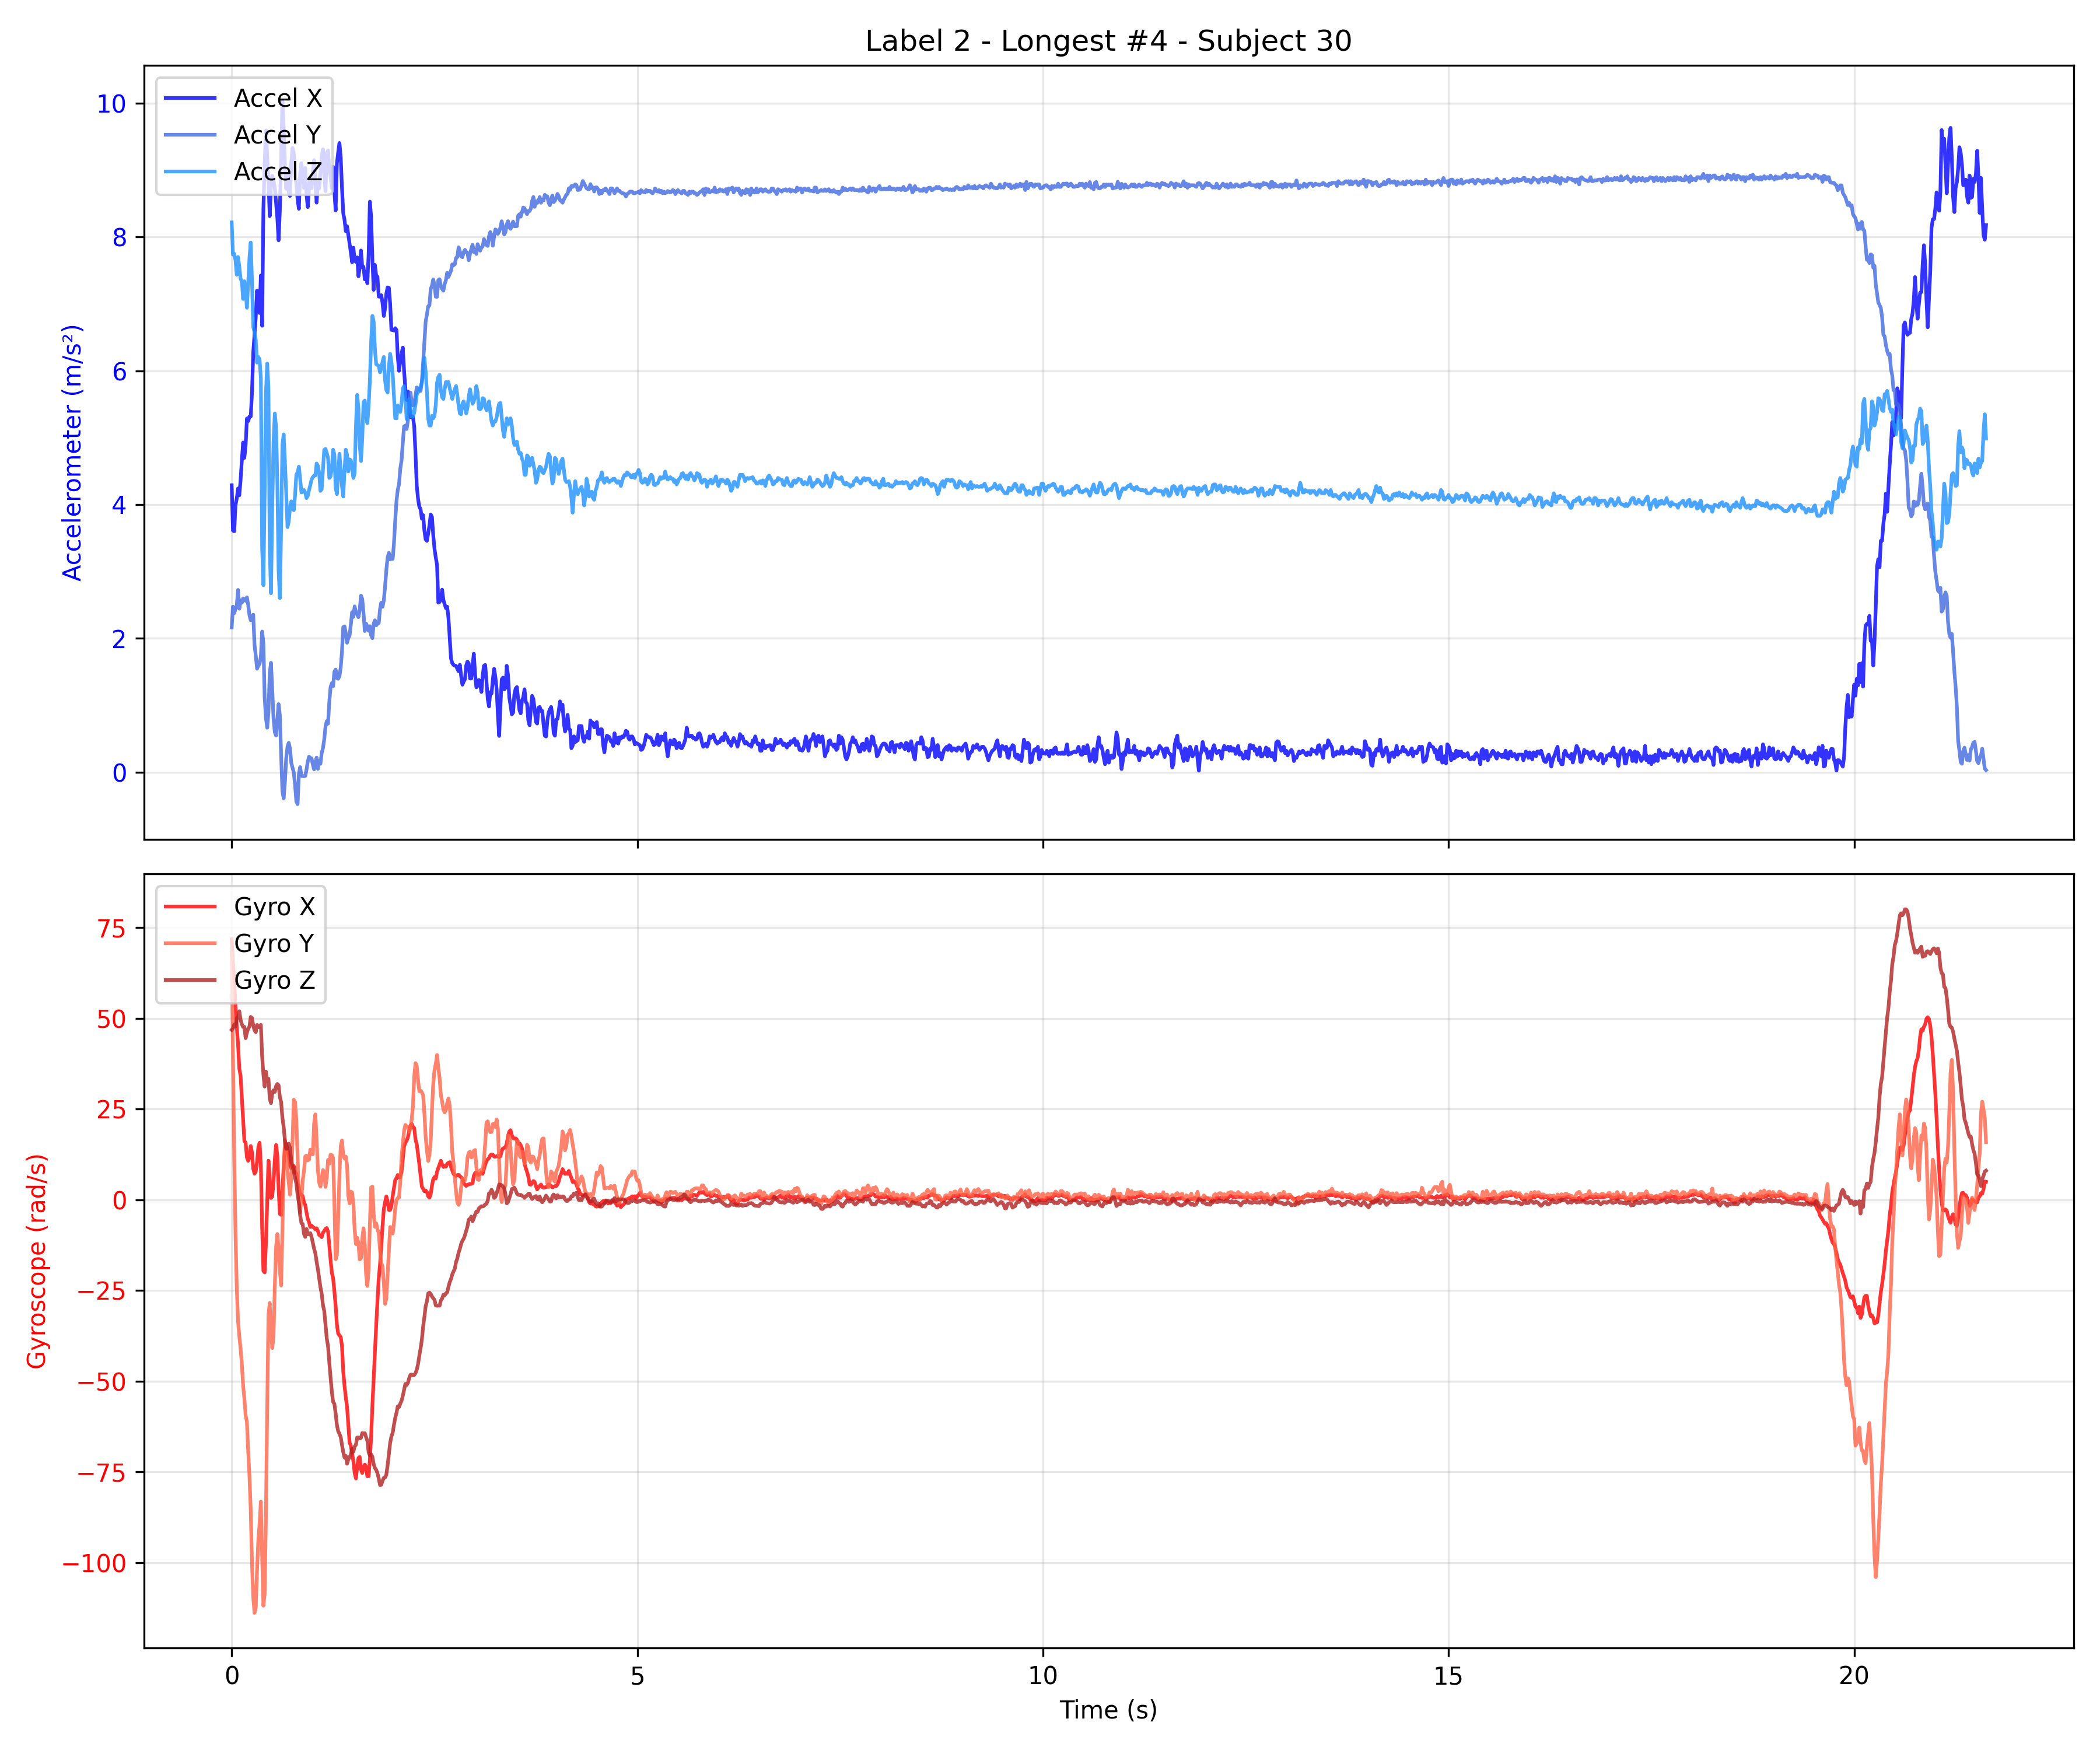 Label 2 - Longest #4 - Subject 30
Accel X
Accel Y
Accel Z
10
8
6
4
2
0
Accelerometer (m/s²)
Gyro X
Gyro Y
Gyro Z
75
50
25
0
−25
−50
−75
−100
Gyroscope (rad/s)
0 5 10 15 20
Time (s)